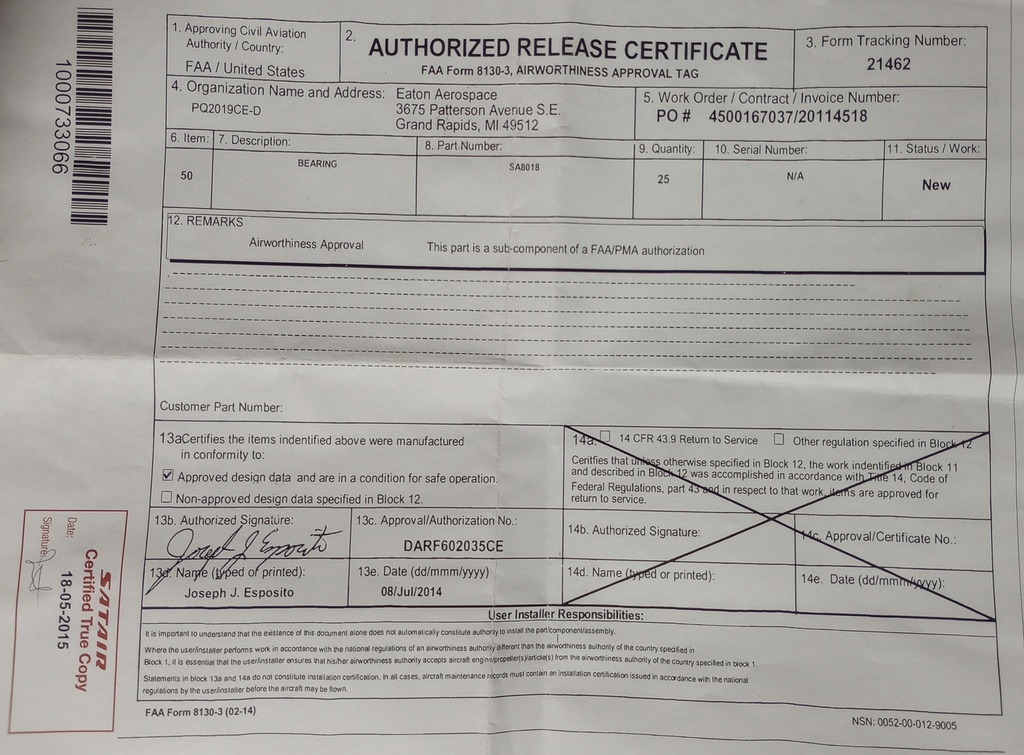 1000733066
1. Approving Civil Aviation
Authority / Country:
FAA / United States
2.
AUTHORIZED RELEASE CERTIFICATE
FAA Form 8130-3, AIRWORTHINESS APPROVAL TAG
3. Form Tracking Number:
21462
4. Organization Name and Address:
PQ2019CE-D
Eaton Aerospace
3675 Patterson Avenue S.E.
Grand Rapids, MI 49512
5. Work Order / Contract / Invoice Number:
PO # 4500167037/20114518
6. Item: 7. Description: 8. Part Number: 9. Quantity: 10. Serial Number: 11. Status / Work:
50 BEARING SA8018 25 N/A New
12. REMARKS
Airworthiness Approval This part is a sub-component of a FAA/PMA authorization
Customer Part Number:
13aCertifies the items indentified above were manufactured
in conformity to:
Approved design data and are in a condition for safe operation.
Non-approved design data specified in Block 12.
14a. 14 CFR 43.9 Return to Service Other regulation specified in Block 12
Ceritfies that unless otherwise specified in Block 12, the work indentified in Block 11
and described in Block 12 was accomplished in accordance with Title 14, Code of
Federal Regulations, part 43 and in respect to that work, items are approved for
return to service.
13b. Authorized Signature:
Joseph J Esposito
13c. Approval/Authorization No.:
DARF602035CE
14b. Authorized Signature:
14c. Approval/Certificate No.:
13d. Name (typed of printed):
Joseph J. Esposito
13e. Date (dd/mmm/yyyy)
08/Jul/2014
14d. Name (typed or printed):
14e. Date (dd/mmm/yyyy):
User Installer Responsibilities:
It is important to understand that the existance of this document alone does not automatically constitute authority to install the part/component/assembly.
Where the user/installer performs work in accordance with the national regulations of an airworthiness authority different than the airworthiness authority of the country specified in
Block 1, it is essential that the user/installer ensures that his/her airworthiness authority accepts aircraft engine/propeller(s)/article(s) from the airworthiness authority of the country specified in block 1.
Statements in block 13a and 14a do not constitute installation certification. In all cases, aircraft maintenance records must contain an installation certification issued in accordance with the national
regulations by the user/installer before the aircraft may be flown.
FAA Form 8130-3 (02-14)
NSN: 0052-00-012-9005
SATAIR
Certified True Copy
Date: 18-05-2015
Signature: